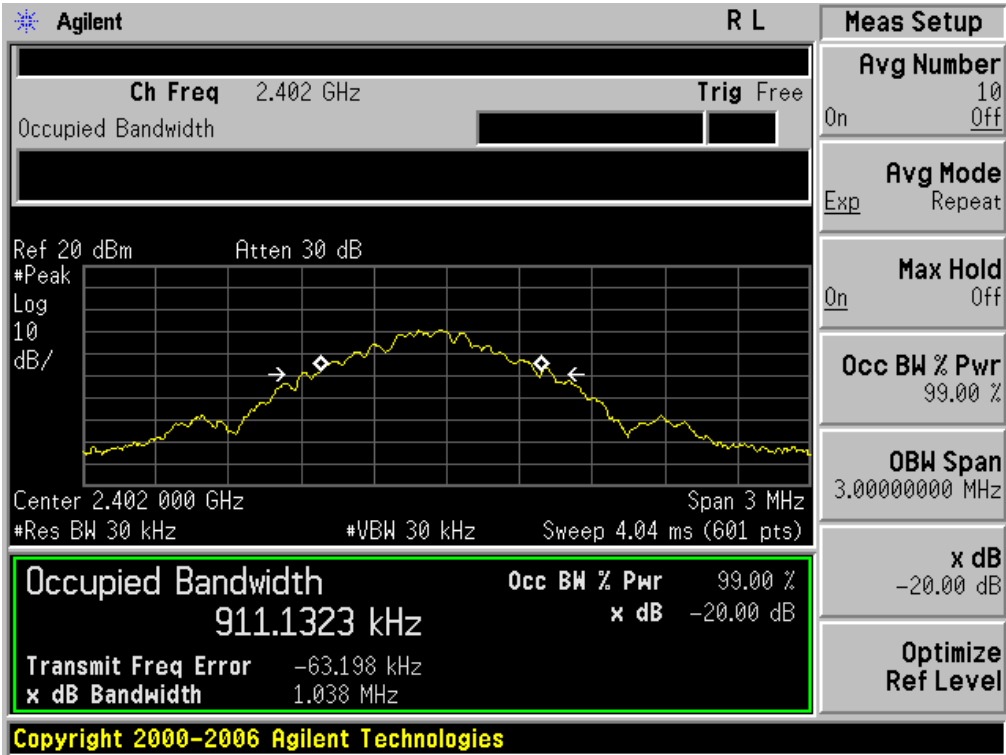 Agilent R L
Ch Freq 2.402 GHz Trig Free
Occupied Bandwidth
Ref 20 dBm Atten 30 dB
#Peak
Log
10
dB/
Center 2.402 000 GHz Span 3 MHz
#Res BW 30 kHz #VBW 30 kHz Sweep 4.04 ms (601 pts)
Occupied Bandwidth
911.1323 kHz
Occ BW % Pwr 99.00 %
x dB -20.00 dB
Transmit Freq Error -63.198 kHz
x dB Bandwidth 1.038 MHz
Copyright 2000-2006 Agilent Technologies
Meas Setup
Avg Number
10
On Off
Avg Mode
Exp Repeat
Max Hold
On Off
Occ BW % Pwr
99.00 %
OBW Span
3.00000000 MHz
x dB
-20.00 dB
Optimize
Ref Level